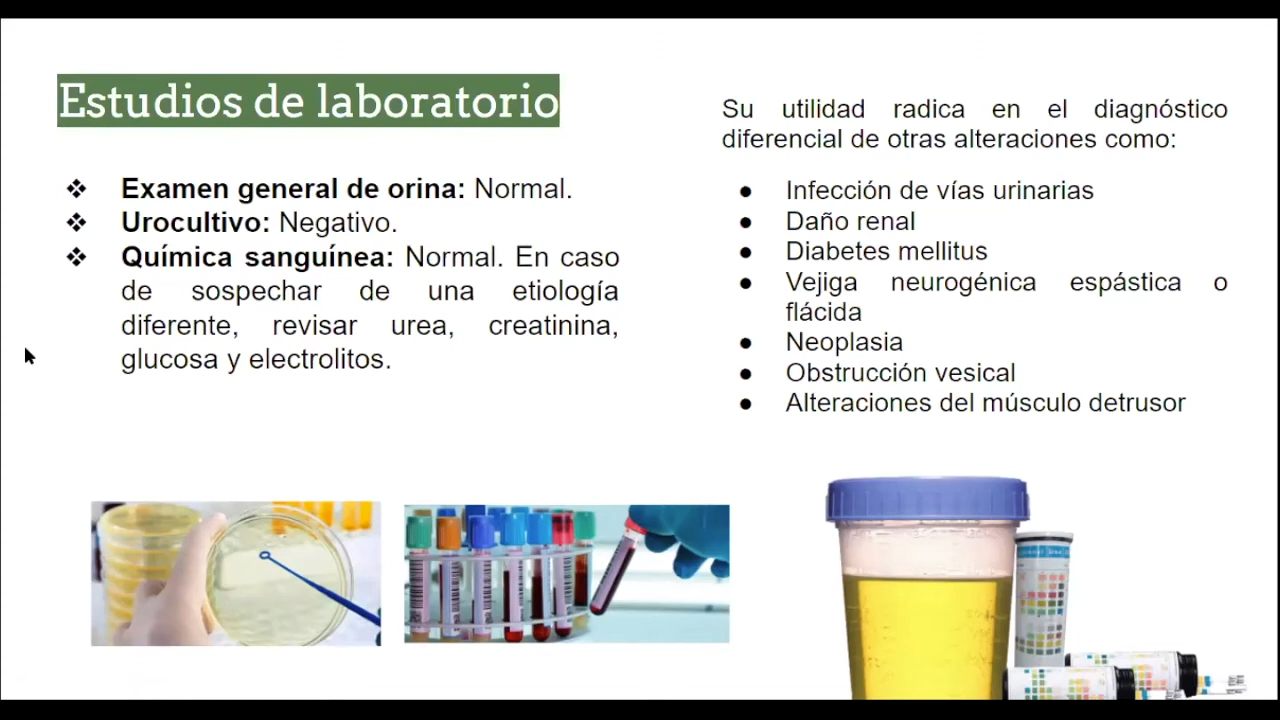 Estudios de laboratorio
❖ Examen general de orina: Normal.
❖ Urocultivo: Negativo.
❖ Química sanguínea: Normal. En caso
de sospechar de una etiología
diferente, revisar urea, creatinina,
glucosa y electrolitos.
Su utilidad radica en el diagnóstico
diferencial de otras alteraciones como:
● Infección de vías urinarias
● Daño renal
● Diabetes mellitus
● Vejiga neurogénica espástica o
flácida
● Neoplasia
● Obstrucción vesical
● Alteraciones del músculo detrusor